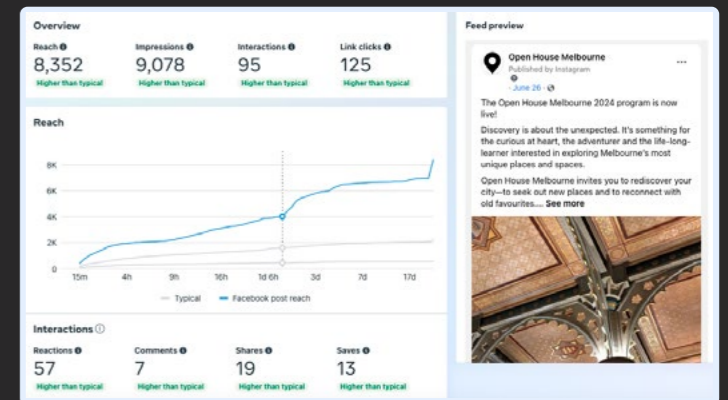 Overview
Reach
Impressions
Interactions
Link clicks
8,352
9,078
95
125
Higher than typical
Higher than typical
Higher than typical
Higher than typical
Reach
8K
6K
4K
2K
0
15m
4h
9h
16h
1d 6h
3d
7d
17d
Typical
Facebook post reach
Interactions
Reactions
Comments
Shares
Saves
57
7
19
13
Higher than typical
Higher than typical
Higher than typical
Higher than typical
Feed preview
Open House Melbourne
Published by Instagram
· June 26 ·
The Open House Melbourne 2024 program is now
live!
Discovery is about the unexpected. It's something for
the curious at heart, the adventurer and the life-long-
learner interested in exploring Melbourne's most
unique places and spaces.
Open House Melbourne invites you to rediscover your
city—to seek out new places and to reconnect with
old favourites.... See more